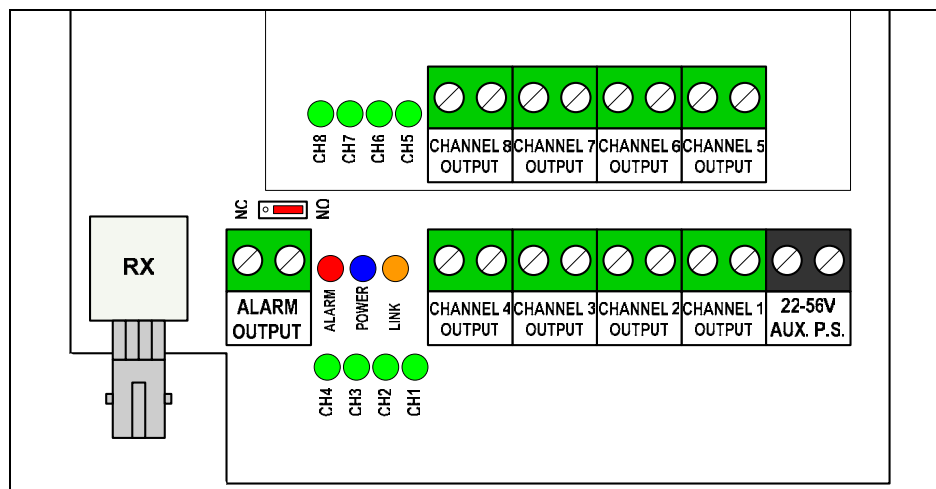 CH8 CH7 CH6 CH5
CHANNEL 8 OUTPUT
CHANNEL 7 OUTPUT
CHANNEL 6 OUTPUT
CHANNEL 5 OUTPUT
NC NO
RX
ALARM OUTPUT
ALARM POWER LINK
CHANNEL 4 OUTPUT
CHANNEL 3 OUTPUT
CHANNEL 2 OUTPUT
CHANNEL 1 OUTPUT
22-56V
AUX. P.S.
CH4 CH3 CH2 CH1